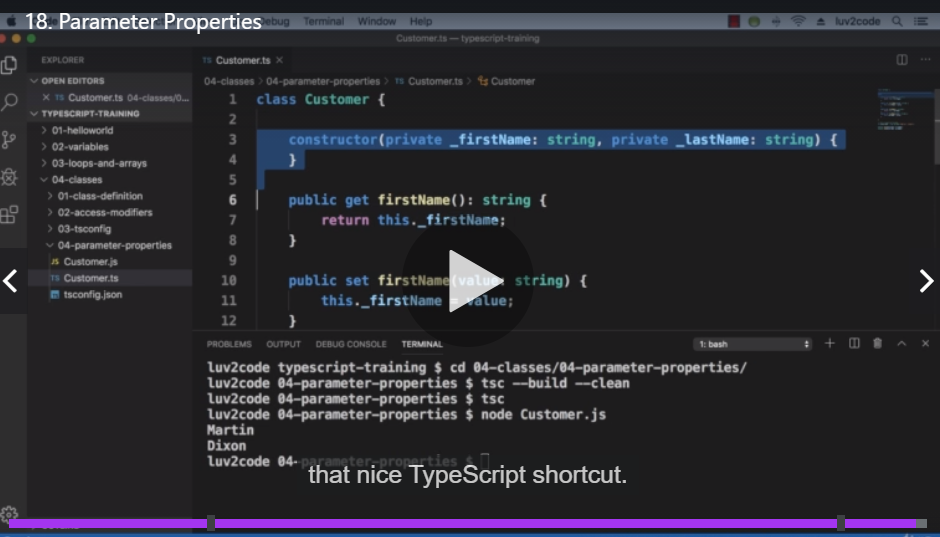 18. Parameter Properties
Debug Terminal Window Help
luv2code
Customer.ts — typescript-training
EXPLORER
OPEN EDITORS
TS Customer.ts 04-classes/0...
TYPESCRIPT-TRAINING
01-helloworld
02-variables
03-loops-and-arrays
04-classes
01-class-definition
02-access-modifiers
03-tsconfig
04-parameter-properties
JS Customer.js
TS Customer.ts
tsconfig.json
TS Customer.ts
04-classes > 04-parameter-properties > TS Customer.ts > Customer
1 class Customer {
2
3 constructor(private _firstName: string, private _lastName: string) {
4 }
5
6 public get firstName(): string {
7 return this._firstName;
8 }
9
10 public set firstName(value: string) {
11 this._firstName = value;
12 }
PROBLEMS OUTPUT DEBUG CONSOLE TERMINAL
1: bash
luv2code typescript-training $ cd 04-classes/04-parameter-properties/
luv2code 04-parameter-properties $ tsc --build --clean
luv2code 04-parameter-properties $ tsc
luv2code 04-parameter-properties $ node Customer.js
Martin
Dixon
luv2code 04-parameter-properties $
that nice TypeScript shortcut.